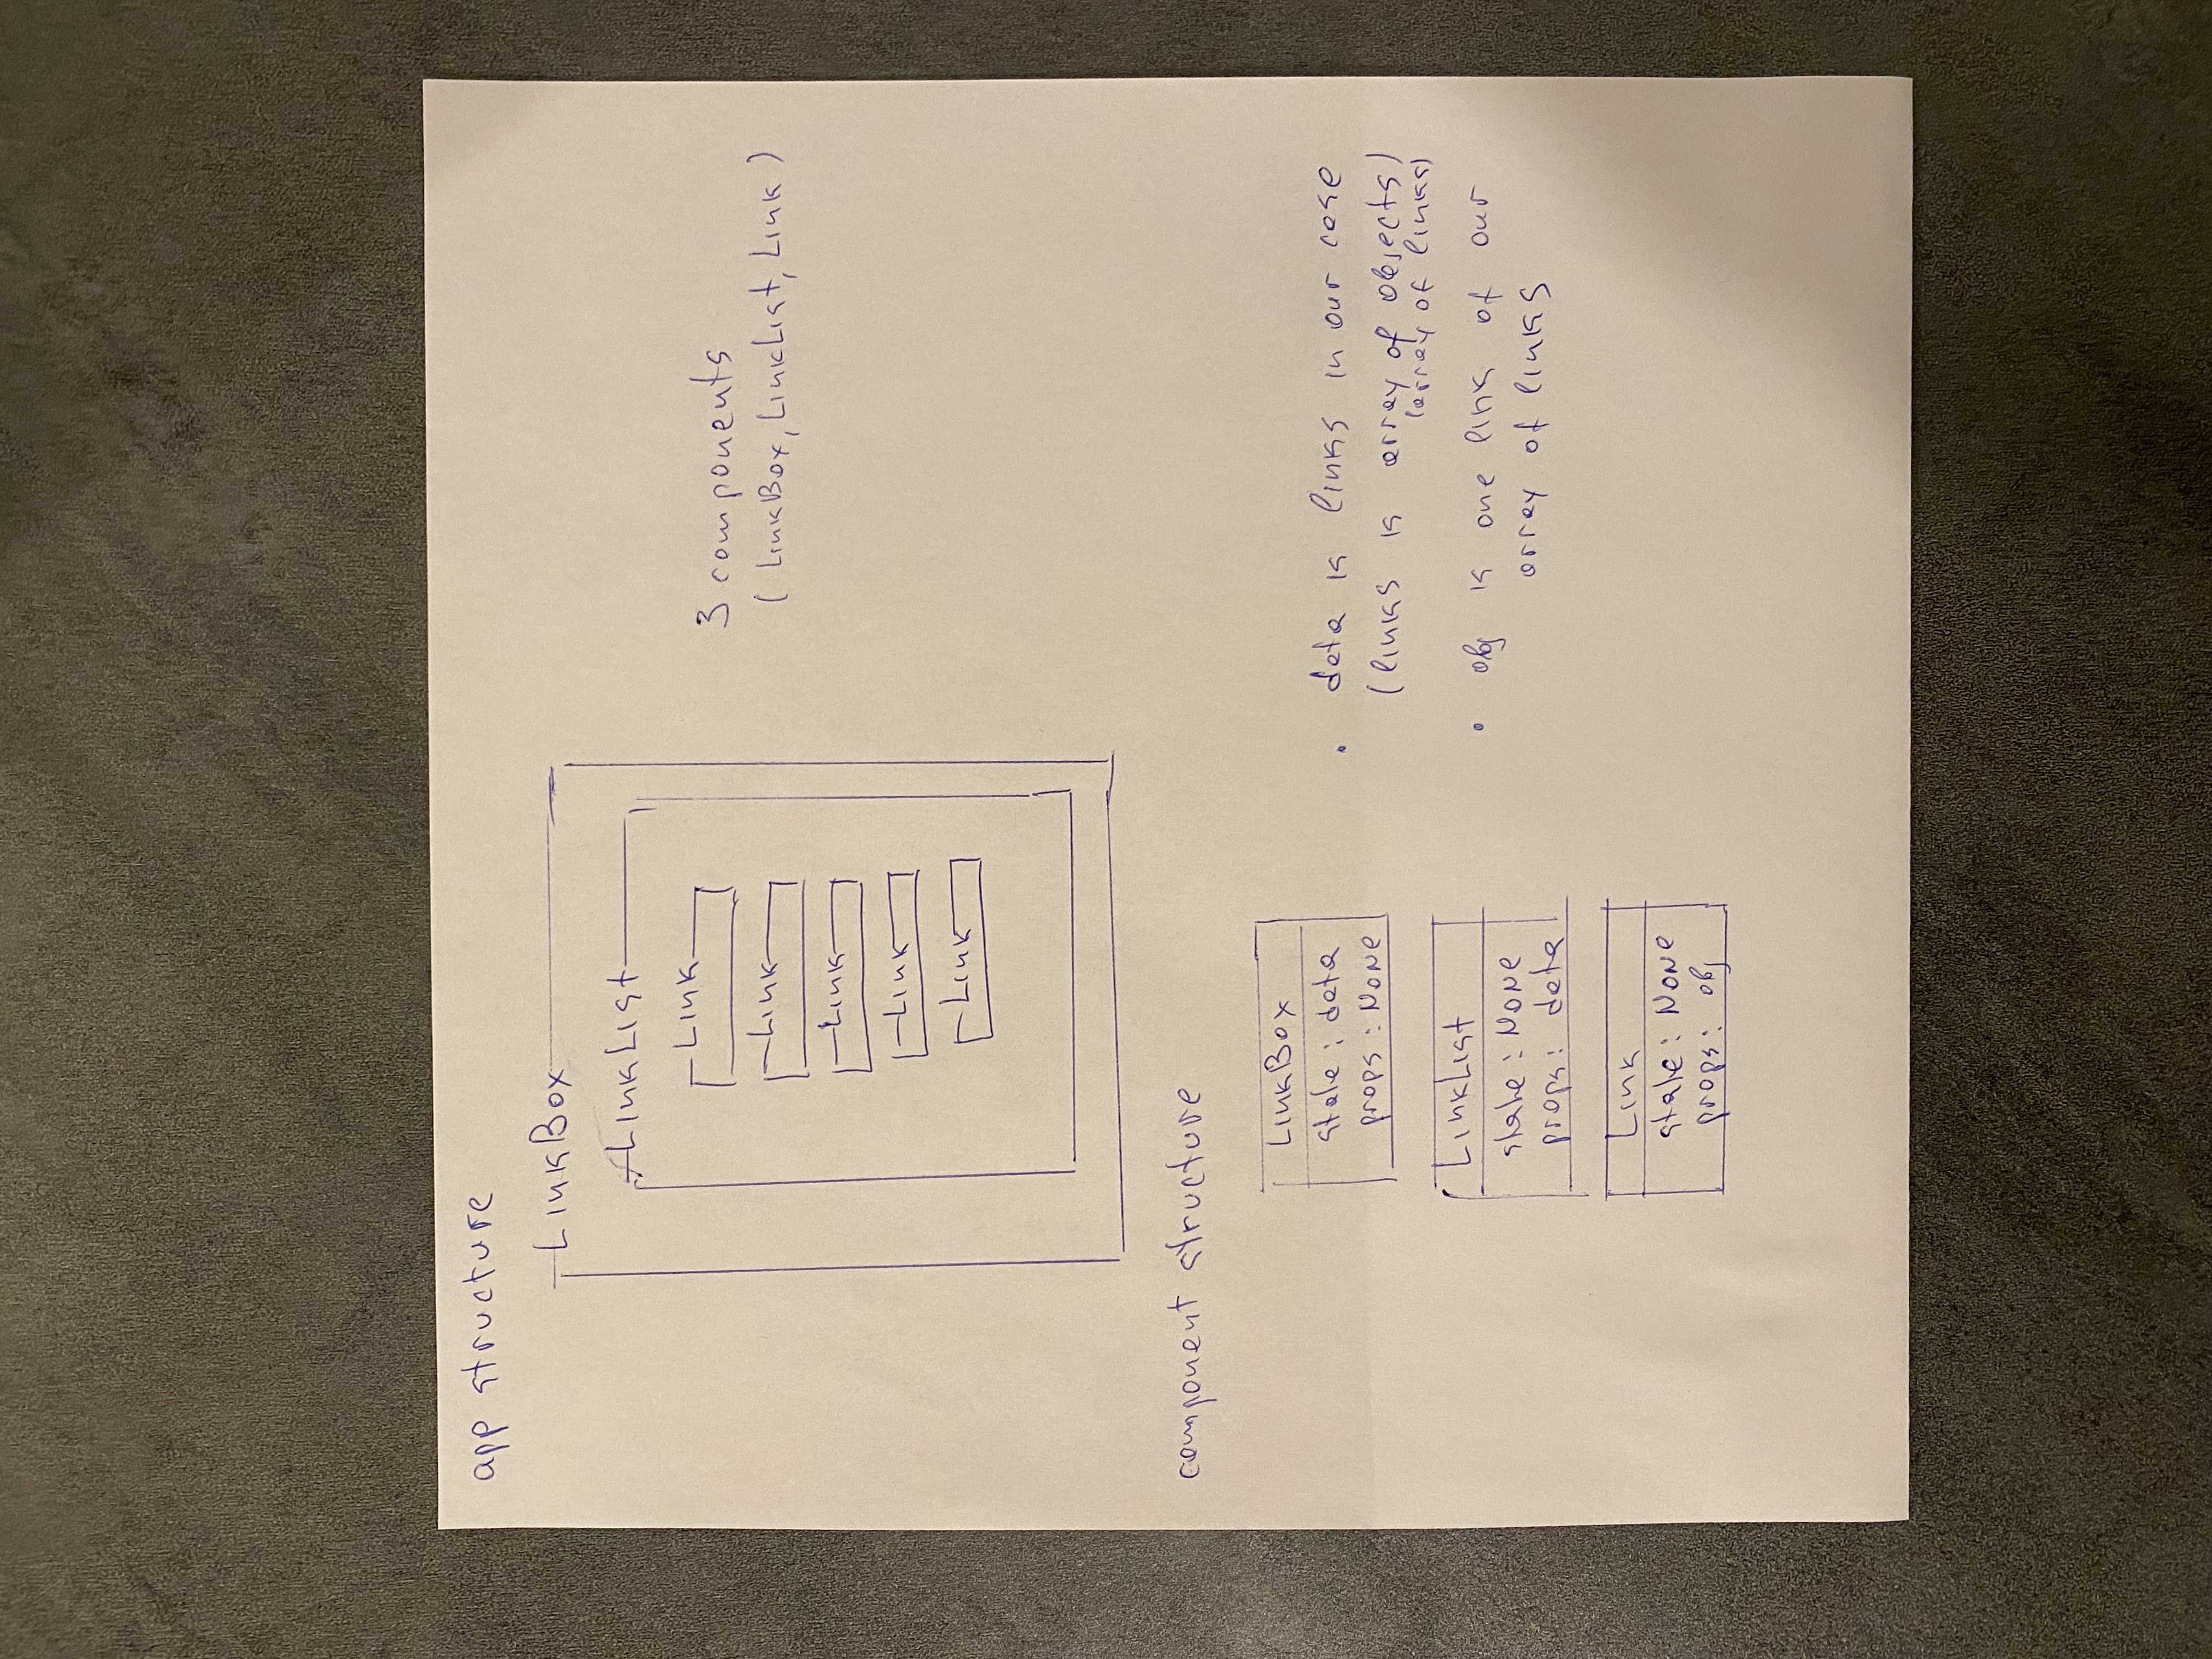 app structure
LinkBox
LinkList
Link
Link
Link
Link
Link
3 components
(LinkBox, LinkList, Link)
component structure
LinkBox
state: data
props: None
LinkList
state: None
props: data
Link
state: None
props: obj
• data is links in our case
(links is array of objects)
(array of links)
• obj is one link of our
array of links